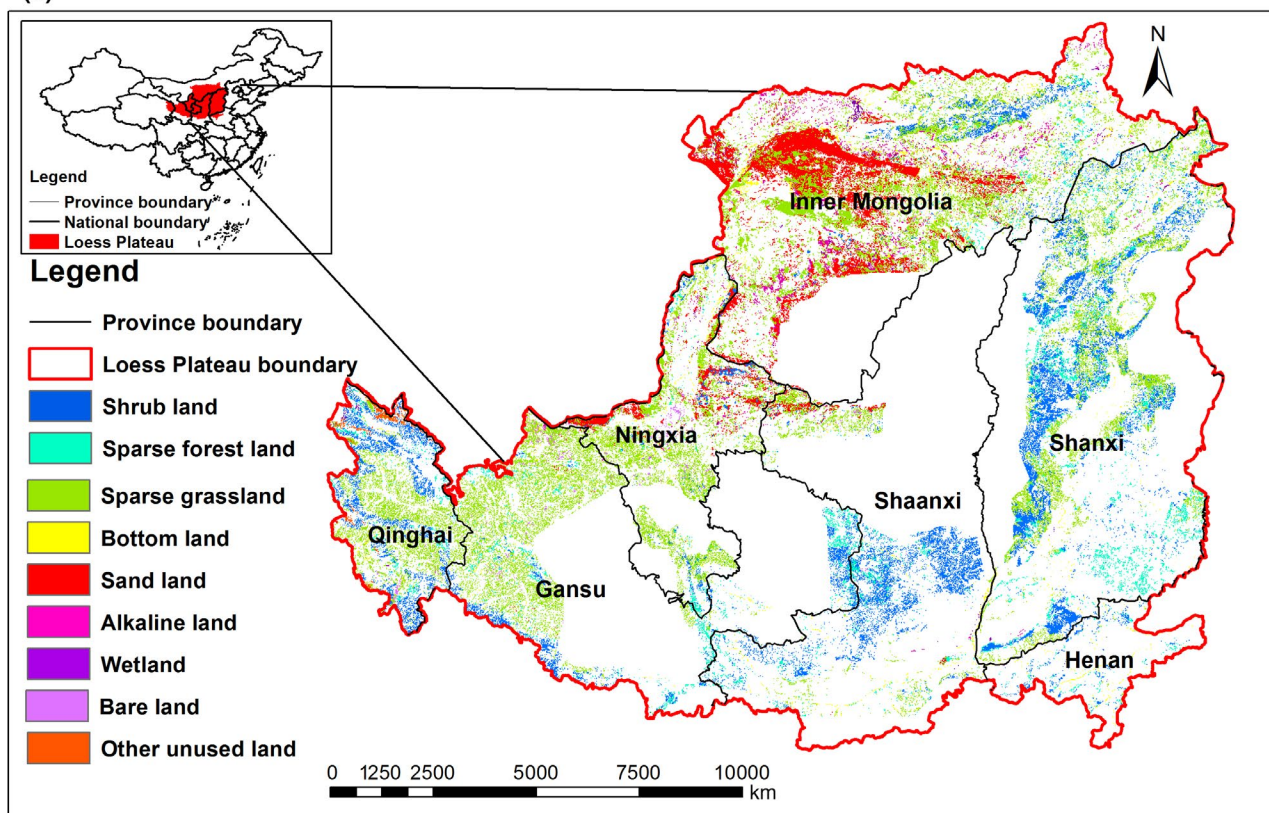 Legend
Province boundary
National boundary
Loess Plateau
N
Legend
Province boundary
Loess Plateau boundary
Shrub land
Sparse forest land
Sparse grassland
Bottom land
Sand land
Alkaline land
Wetland
Bare land
Other unused land
Inner Mongolia
Ningxia
Shanxi
Shaanxi
Qinghai
Gansu
Henan
0 1250 2500 5000 7500 10000
km